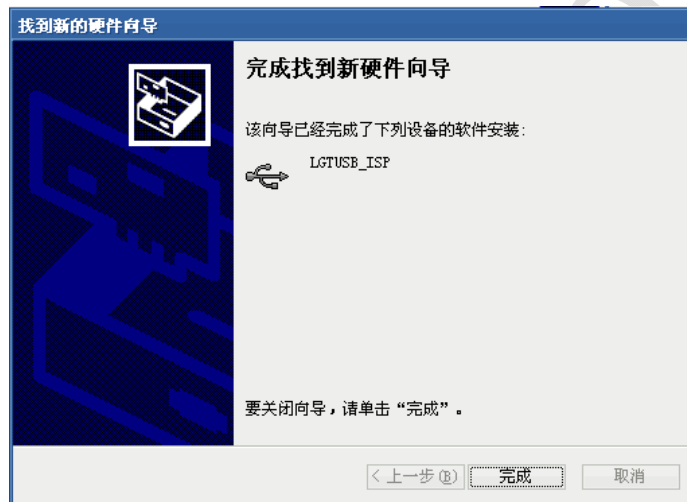 找到新的硬件向导
完成找到新硬件向导
该向导已经完成了下列设备的软件安装:
LGTUSB_ISP
要关闭向导,请单击“完成”。
< 上一步(B)
完成
取消